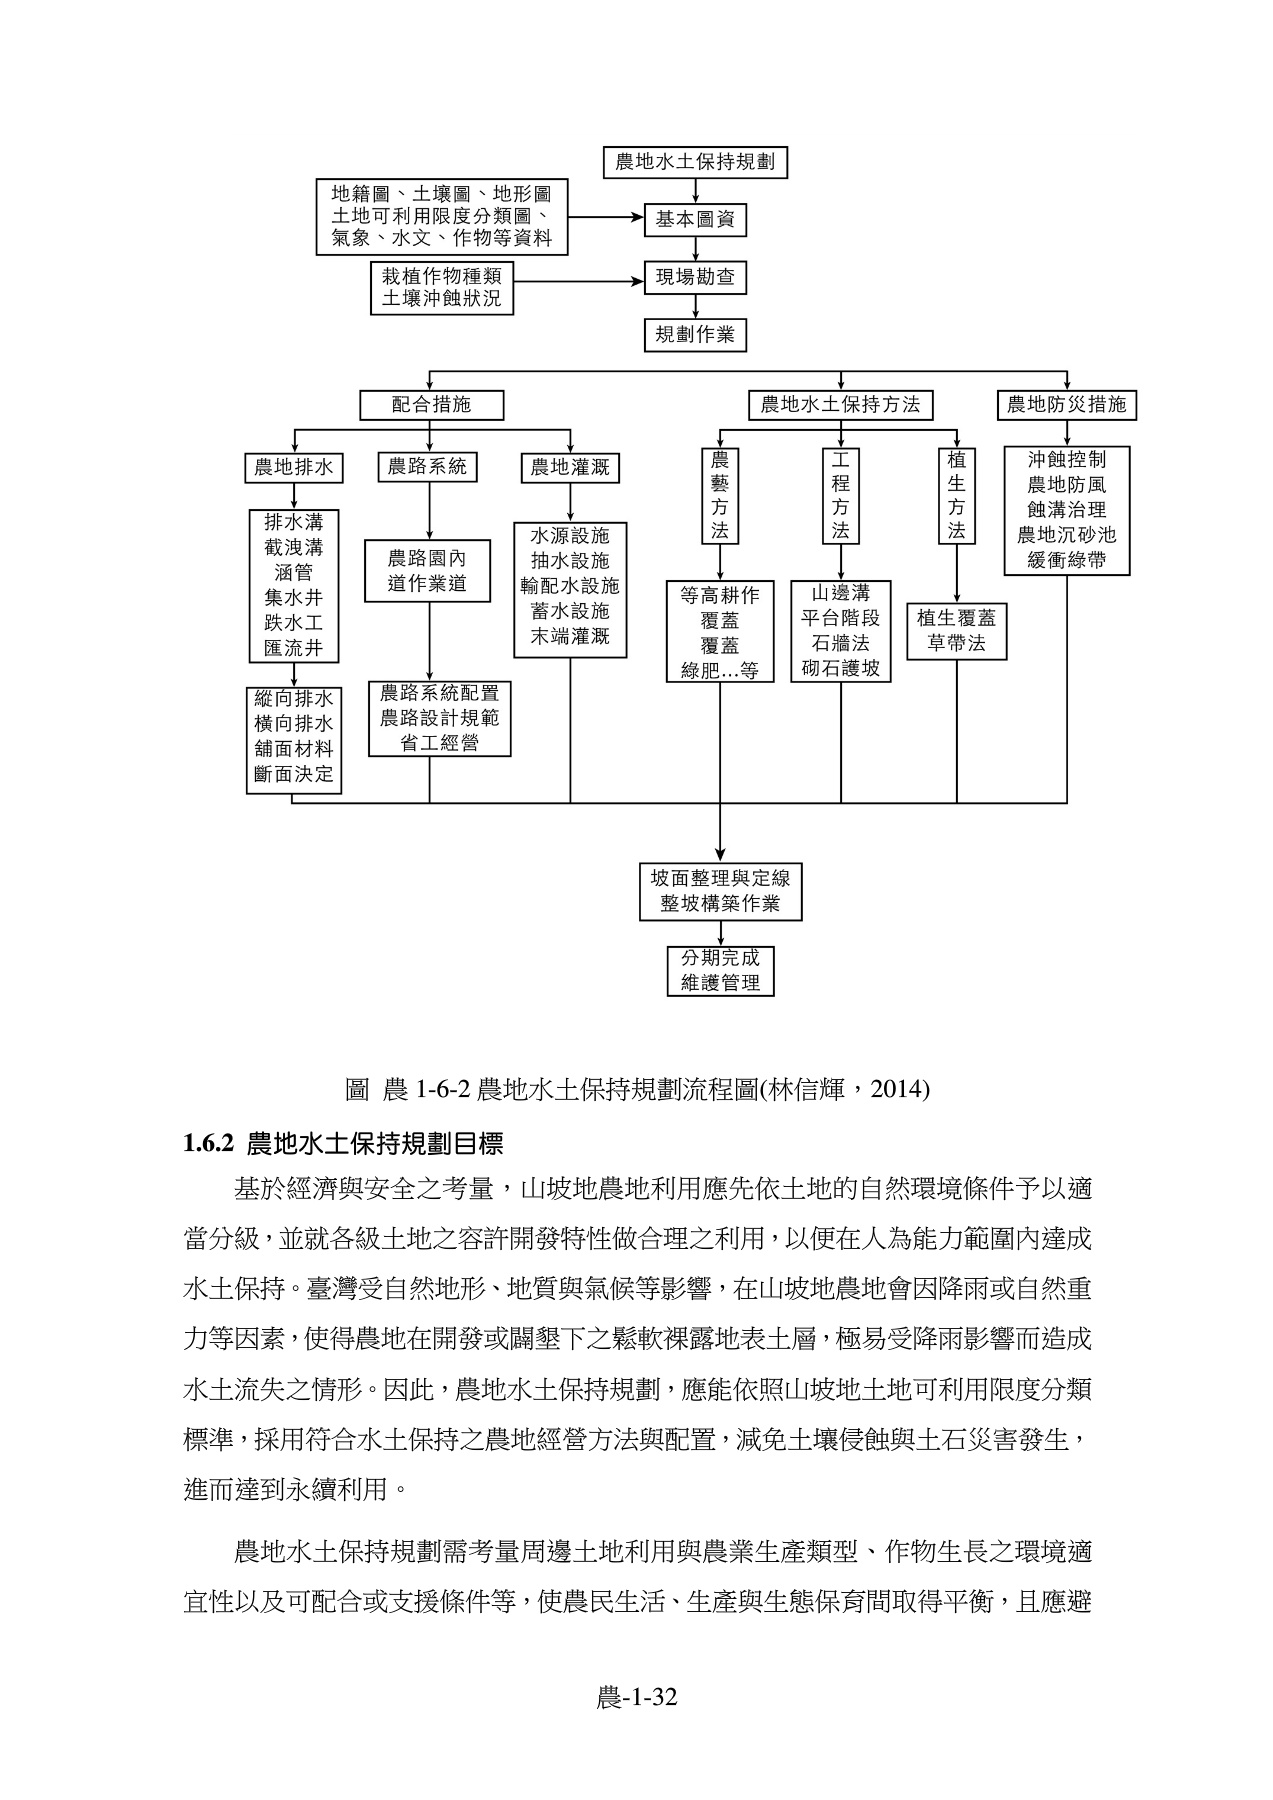 農地水土保持規劃
地籍圖、土壤圖、地形圖
土地可利用限度分類圖、
氣象、水文、作物等資料
基本圖資
栽植作物種類
土壤沖蝕狀況
現場勘查
規劃作業
配合措施
農地水土保持方法
農地防災措施
農地排水
農路系統
農地灌溉
農藝方法
工程方法
植生方法
沖蝕控制
農地防風
蝕溝治理
農地沉砂池
緩衝綠帶
排水溝
截洩溝
涵管
集水井
跌水工
匯流井
農路園內
道作業道
水源設施
抽水設施
輸配水設施
蓄水設施
末端灌溉
等高耕作
覆蓋
覆蓋
綠肥…等
山邊溝
平台階段
石牆法
砌石護坡
植生覆蓋
草帶法
縱向排水
橫向排水
舖面材料
斷面決定
農路系統配置
農路設計規範
省工經營
坡面整理與定線
整坡構築作業
分期完成
維護管理
圖 農 1-6-2 農地水土保持規劃流程圖(林信輝，2014)
1.6.2 農地水土保持規劃目標
基於經濟與安全之考量，山坡地農地利用應先依土地的自然環境條件予以適
當分級，並就各級土地之容許開發特性做合理之利用，以便在人為能力範圍內達成
水土保持。臺灣受自然地形、地質與氣候等影響，在山坡地農地會因降雨或自然重
力等因素，使得農地在開發或闢墾下之鬆軟裸露地表土層，極易受降雨影響而造成
水土流失之情形。因此，農地水土保持規劃，應能依照山坡地土地可利用限度分類
標準，採用符合水土保持之農地經營方法與配置，減免土壤侵蝕與土石災害發生，
進而達到永續利用。
農地水土保持規劃需考量周邊土地利用與農業生產類型、作物生長之環境適
宜性以及可配合或支援條件等，使農民生活、生產與生態保育間取得平衡，且應避
農-1-32